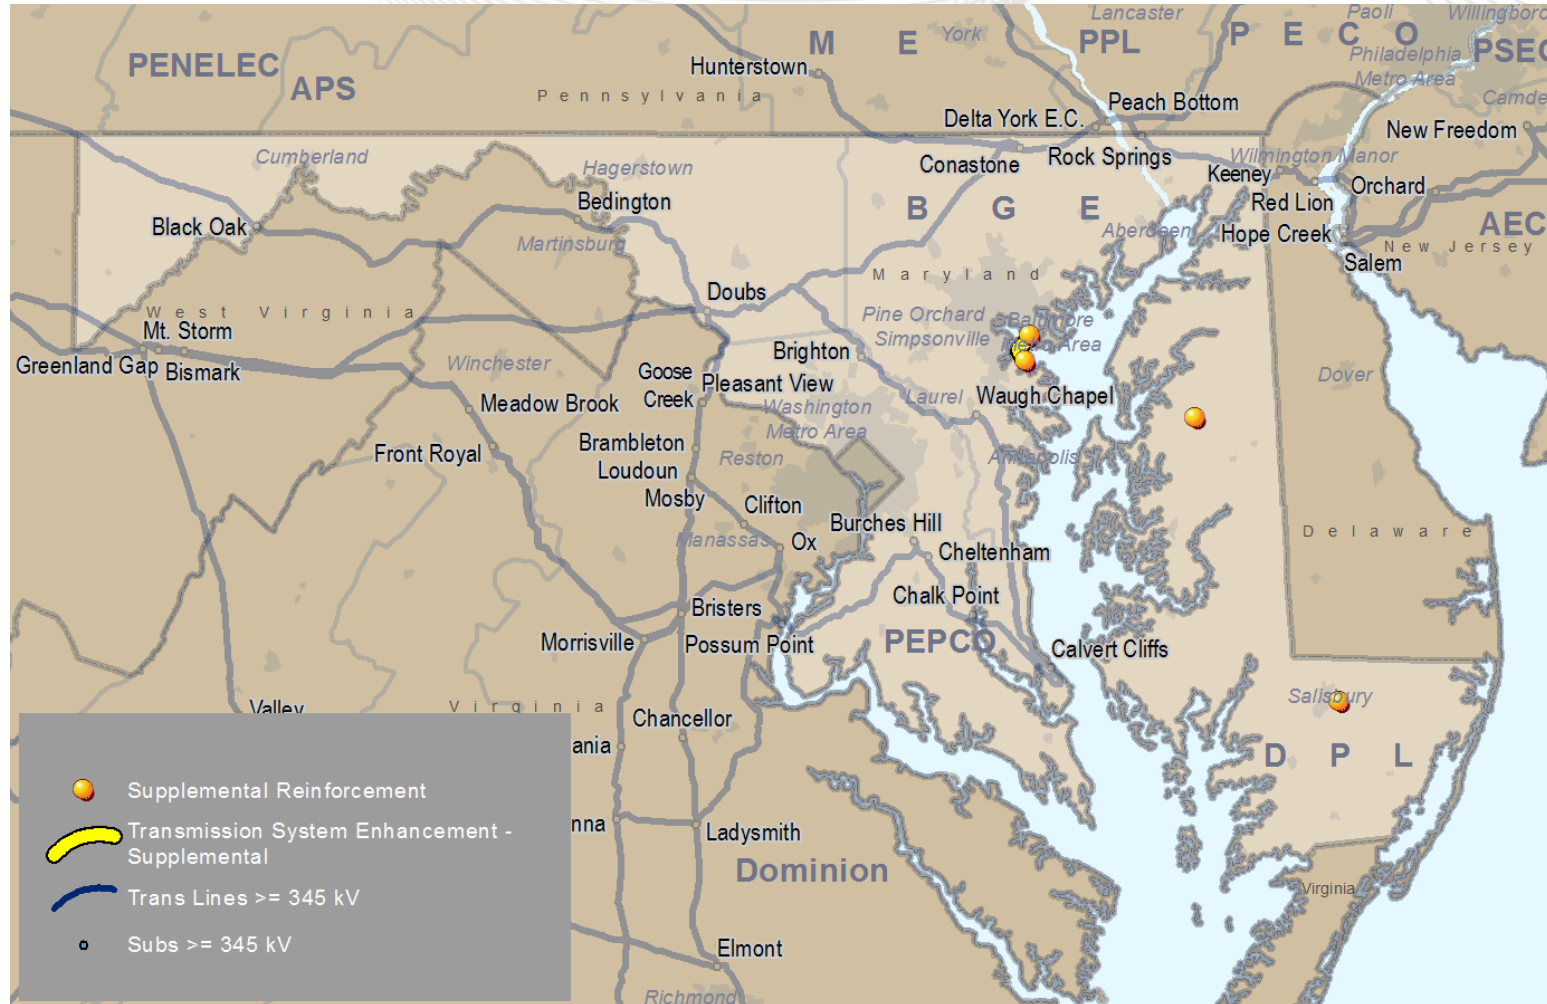 Lancaster
Paoli
Willingboro
M E
York
PPL
P E C O
PSEG
PENELEC
APS
Hunterstown
Philadelphia
Metro Area
Pennsylvania
Camde
Peach Bottom
Delta York E.C.
New Freedom
Cumberland
Hagerstown
Conastone
Rock Springs
Wilmington Manor
Keeney
Orchard
Bedington
Red Lion
B G E
Black Oak
Martinsburg
Aberdeen
Hope Creek
AEC
New Jersey
Salem
Maryland
Doubs
West Virginia
Mt. Storm
Pine Orchard
Simpsonville
Baltimore
Metro Area
Greenland Gap
Bismark
Winchester
Brighton
Goose
Creek
Pleasant View
Dover
Meadow Brook
Washington
Metro Area
Laurel
Waugh Chapel
Front Royal
Brambleton
Reston
Annapolis
Loudoun
Mosby
Clifton
Burches Hill
Manassas
Ox
Delaware
Cheltenham
Chalk Point
Bristers
Morrisville
Possum Point
PEPCO
Calvert Cliffs
Salisbury
Valley
Virginia
Chancellor
ania
D P L
Supplemental Reinforcement
Transmission System Enhancement -
Supplemental
nna
Ladysmith
Dominion
Virginia
Trans Lines >= 345 kV
Subs >= 345 kV
Elmont
Richmond